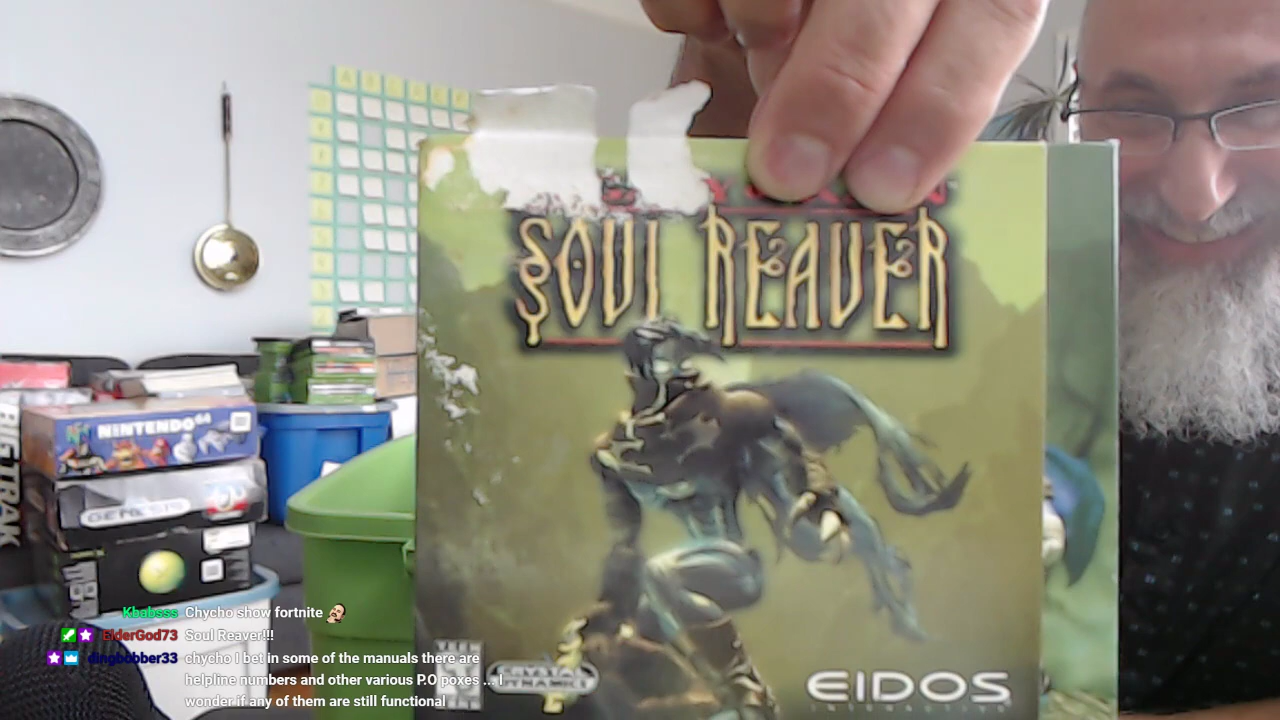 SOUL REAVER
NINTENDO 64
GENESIS
BIGTRAK
CRYSTAL
DYNAMICS
EIDOS
INTERACTIVE
Khabsss Chycho show fortnite
ElderGod73 Soul Reaver!!!
dingbobber33 chycho I bet in some of the manuals there are
helpline numbers and other various P.O poxes ... I
wonder if any of them are still functional